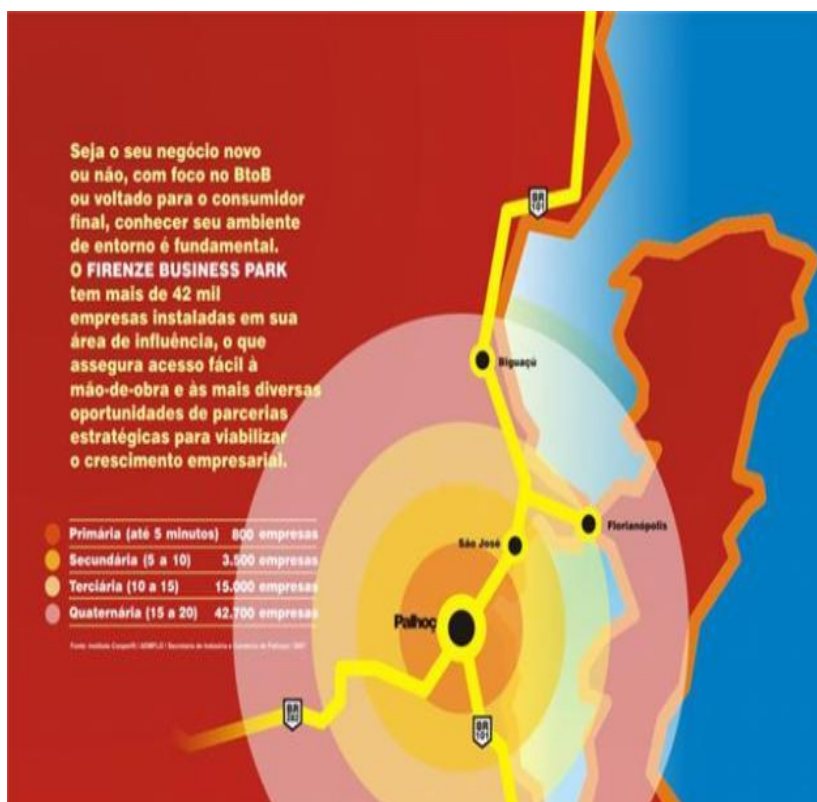 Seja o seu negócio novo
ou não, com foco no BtoB
ou voltado para o consumidor
final, conhecer seu ambiente
de entorno é fundamental.
O FIRENZE BUSINESS PARK
tem mais de 42 mil
empresas instaladas em sua
área de influência, o que
assegura acesso fácil à
mão-de-obra e às mais diversas
oportunidades de parcerias
estratégicas para viabilizar
o crescimento empresarial.
Primária (até 5 minutos) 800 empresas
Secundária (5 a 10) 3.500 empresas
Terciária (10 a 15) 15.000 empresas
Quaternária (15 a 20) 42.700 empresas
BR 101
Biguaçú
Florianópolis
São José
Palhoç
BR
BR 101